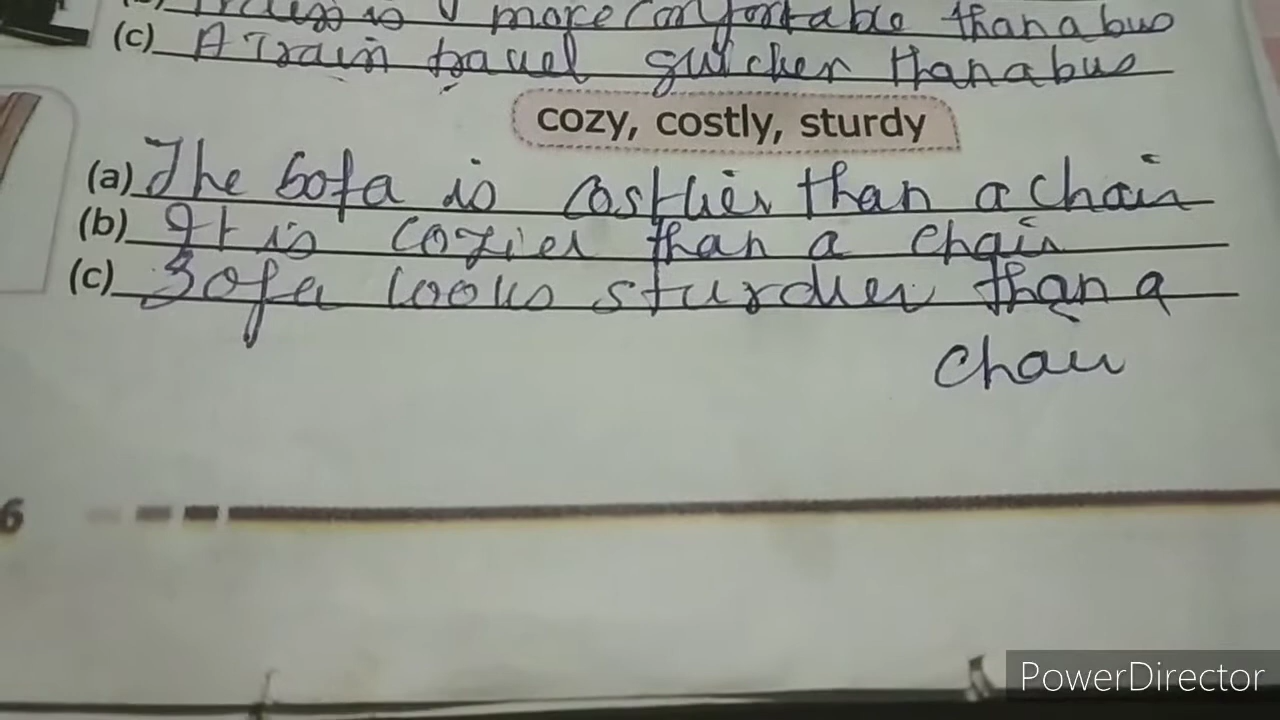 is more comfortable than a bus
(c) A Train travel quicker than a bus
cozy, costly, sturdy
(a) The Sofa is costlier than a chair
(b) It is cozier than a chair
(c) Sofa looks sturdier than a
chair
6
PowerDirector